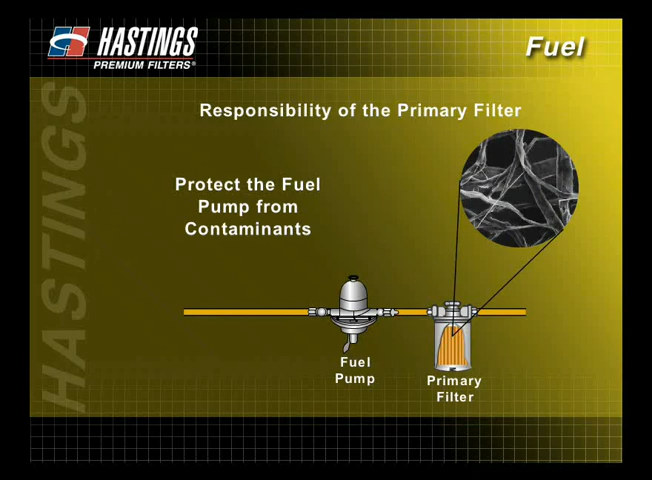 HASTINGS
PREMIUM FILTERS®
Fuel
Responsibility of the Primary Filter
Protect the Fuel
Pump from
Contaminants
HASTINGS
Fuel
Pump
Primary
Filter